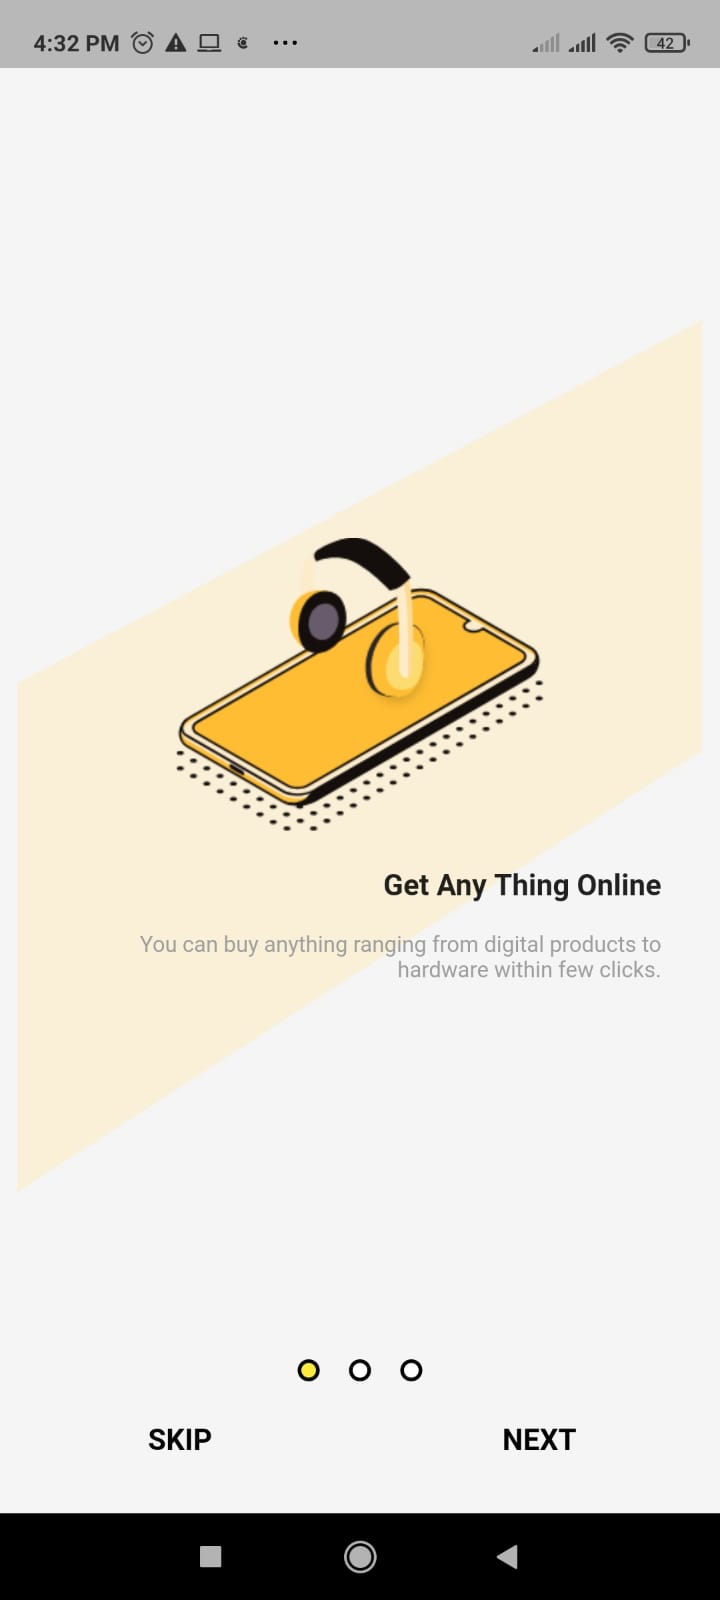 4:32 PM
42
Get Any Thing Online
You can buy anything ranging from digital products to
hardware within few clicks.
SKIP
NEXT